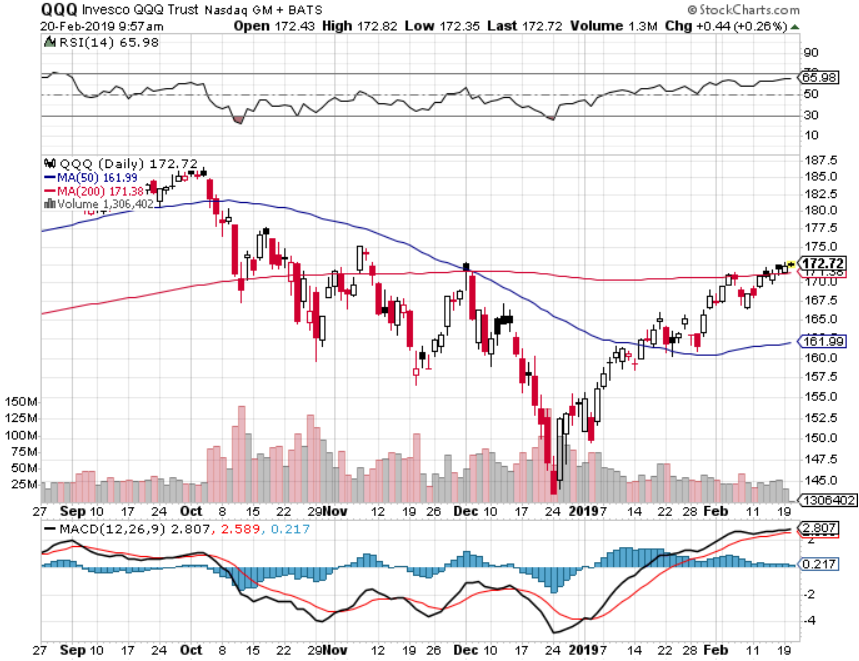 QQQ Invesco QQQ Trust Nasdaq GM + BATS © StockCharts.com
20-Feb-2019 9:57am Open 172.43 High 172.82 Low 172.35 Last 172.72 Volume 1.3M Chg +0.44 (+0.26%)
RSI(14) 65.98
90
65.98
50
30
10
QQQ (Daily) 172.72
MA(50) 161.99
MA(200) 171.38
Volume 1,306,402
187.5
185.0
182.5
180.0
177.5
175.0
172.72
171.38
170.0
167.5
165.0
161.99
160.0
157.5
155.0
152.5
150.0
147.5
145.0
1306402
150M
125M
100M
75M
50M
25M
27 Sep 10 17 24 Oct 8 15 22 29 Nov 12 19 26 Dec 10 17 24 2019 7 14 22 28 Feb 11 19
MACD(12,26,9) 2.807, 2.589, 0.217
2.807
2
0.217
-2
-4
27 Sep 10 17 24 Oct 8 15 22 29 Nov 12 19 26 Dec 10 17 24 2019 7 14 22 28 Feb 11 19